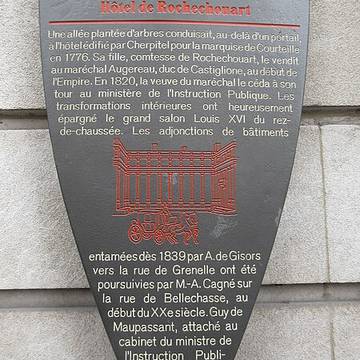 Hôtel de Rochechouart
Une allée plantée d'arbres conduisait, au-delà d'un portail,
à l'hôtel édifié par Cherpitel pour la marquise de Courteille
en 1776. Sa fille, comtesse de Rochechouart, le vendit
au maréchal Augereau, duc de Castiglione, au début de
l'Empire. En 1820, la veuve du maréchal le céda à son
tour au ministère de l'Instruction Publique. Les
transformations intérieures ont heureusement
épargné le grand salon Louis XVI du rez-
de-chaussée. Les adjonctions de bâtiments
entamées dès 1839 par A. de Gisors
vers la rue de Grenelle ont été
poursuivies par M.-A. Cagné sur
la rue de Bellechasse, au
début du XXe siècle. Guy de
Maupassant, attaché au
cabinet du ministre de
l'Instruction Publi-